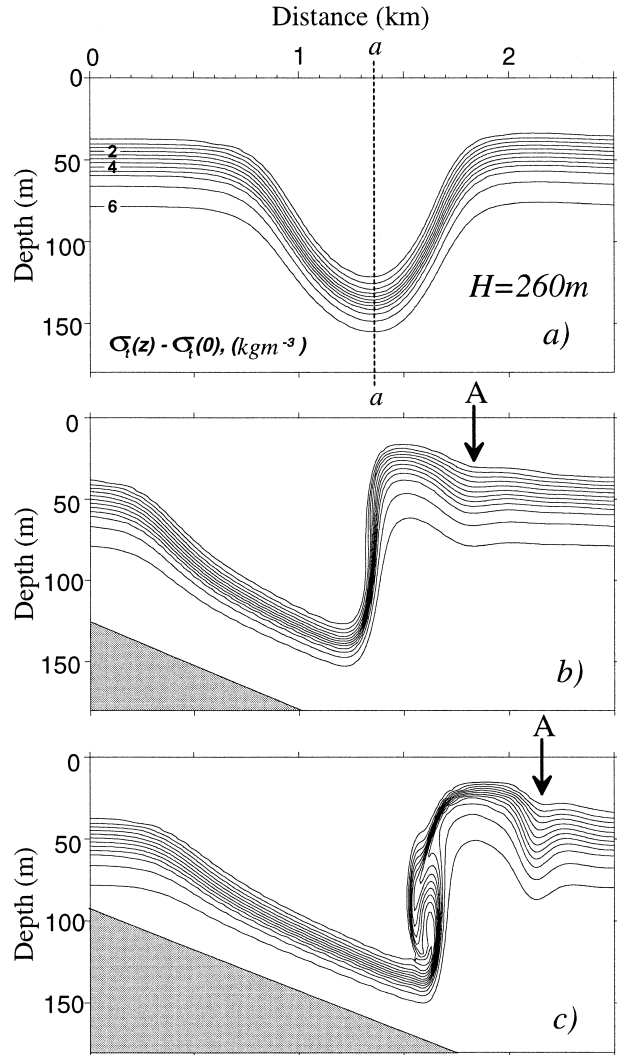 Distance (km)
a
0 1 2
0
50
100
150
Depth (m)
2
4
6
H=260m
σt(z) - σt(0), (kgm-3)
a)
a
A
0
50
100
150
Depth (m)
b)
A
0
50
100
150
Depth (m)
c)